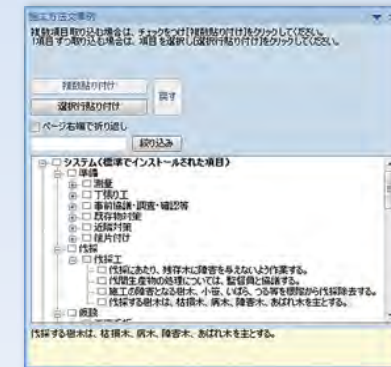 施工方法文事例
複数項目取り込む場合は、チェックをつけ[複数貼り付け]をクリックしてください。
1項目ずつ取り込む場合は、項目を選択し[選択行貼り付け]をクリックしてください。
複数貼り付け
選択行貼り付け
戻す
ページ右端で折り返し
絞り込み
システム(標準でインストールされた項目)
準備
測量
丁張り工
事前協議・調査・確認等
既存物対策
近隣対策
後片付け
伐採
伐採工
伐採にあたり、残存木に障害を与えないよう作業する。
伐開生産物の処理については、監督員と協議する。
施工の障害となる樹木、小笹、いばら、つる等を根際から伐採除去する。
伐採する樹木は、枯損木、病木、障害木、あばれ木を主とする。
仮設
伐採する樹木は、枯損木、病木、障害木、あばれ木を主とする。